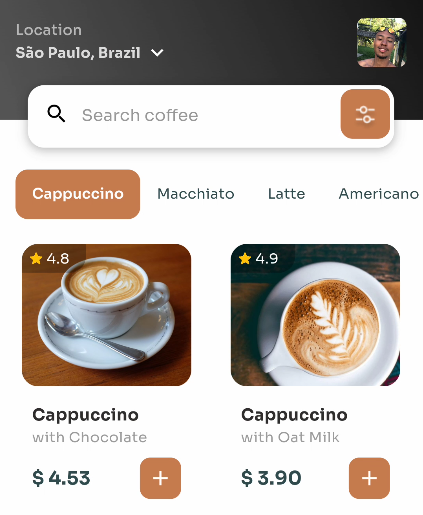 Location
São Paulo, Brazil
Search coffee
Cappuccino Macchiato Latte Americano
4.8 4.9
Cappuccino Cappuccino
with Chocolate with Oat Milk
$ 4.53 + $ 3.90 +